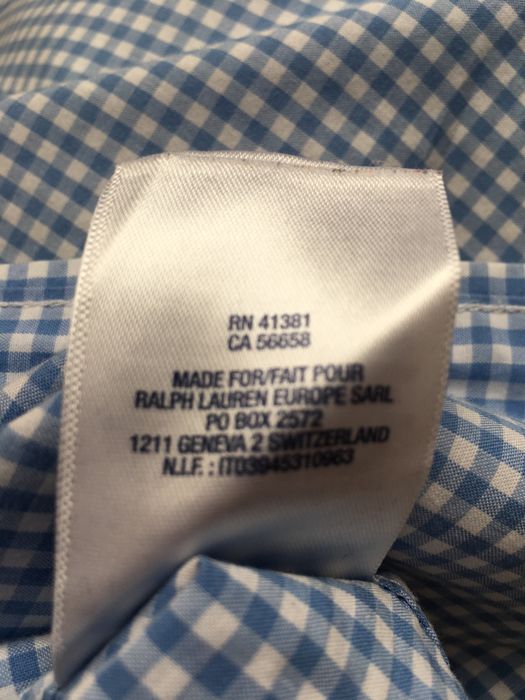 RN 41381
CA 56658
MADE FOR/FAIT POUR
RALPH LAUREN EUROPE SARL
PO BOX 2572
1211 GENEVA 2 SWITZERLAND
N.I.F. : IT03945310963